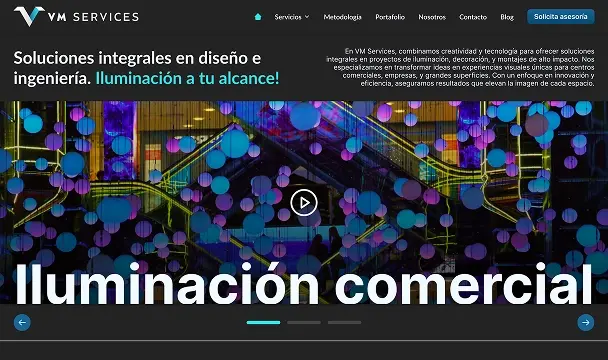 VM SERVICES
Servicios
Metodología
Portafolio
Nosotros
Contacto
Blog
Solicita asesoría
Soluciones integrales en diseño e
ingeniería. Iluminación a tu alcance!
En VM Services, combinamos creatividad y tecnología para ofrecer soluciones
integrales en proyectos de iluminación, decoración, y montajes de alto impacto. Nos
especializamos en transformar ideas en experiencias visuales únicas para centros
comerciales, empresas, y grandes superficies. Con un enfoque en innovación y
eficiencia, aseguramos resultados que elevan la imagen de cada espacio.
Iluminación comercial